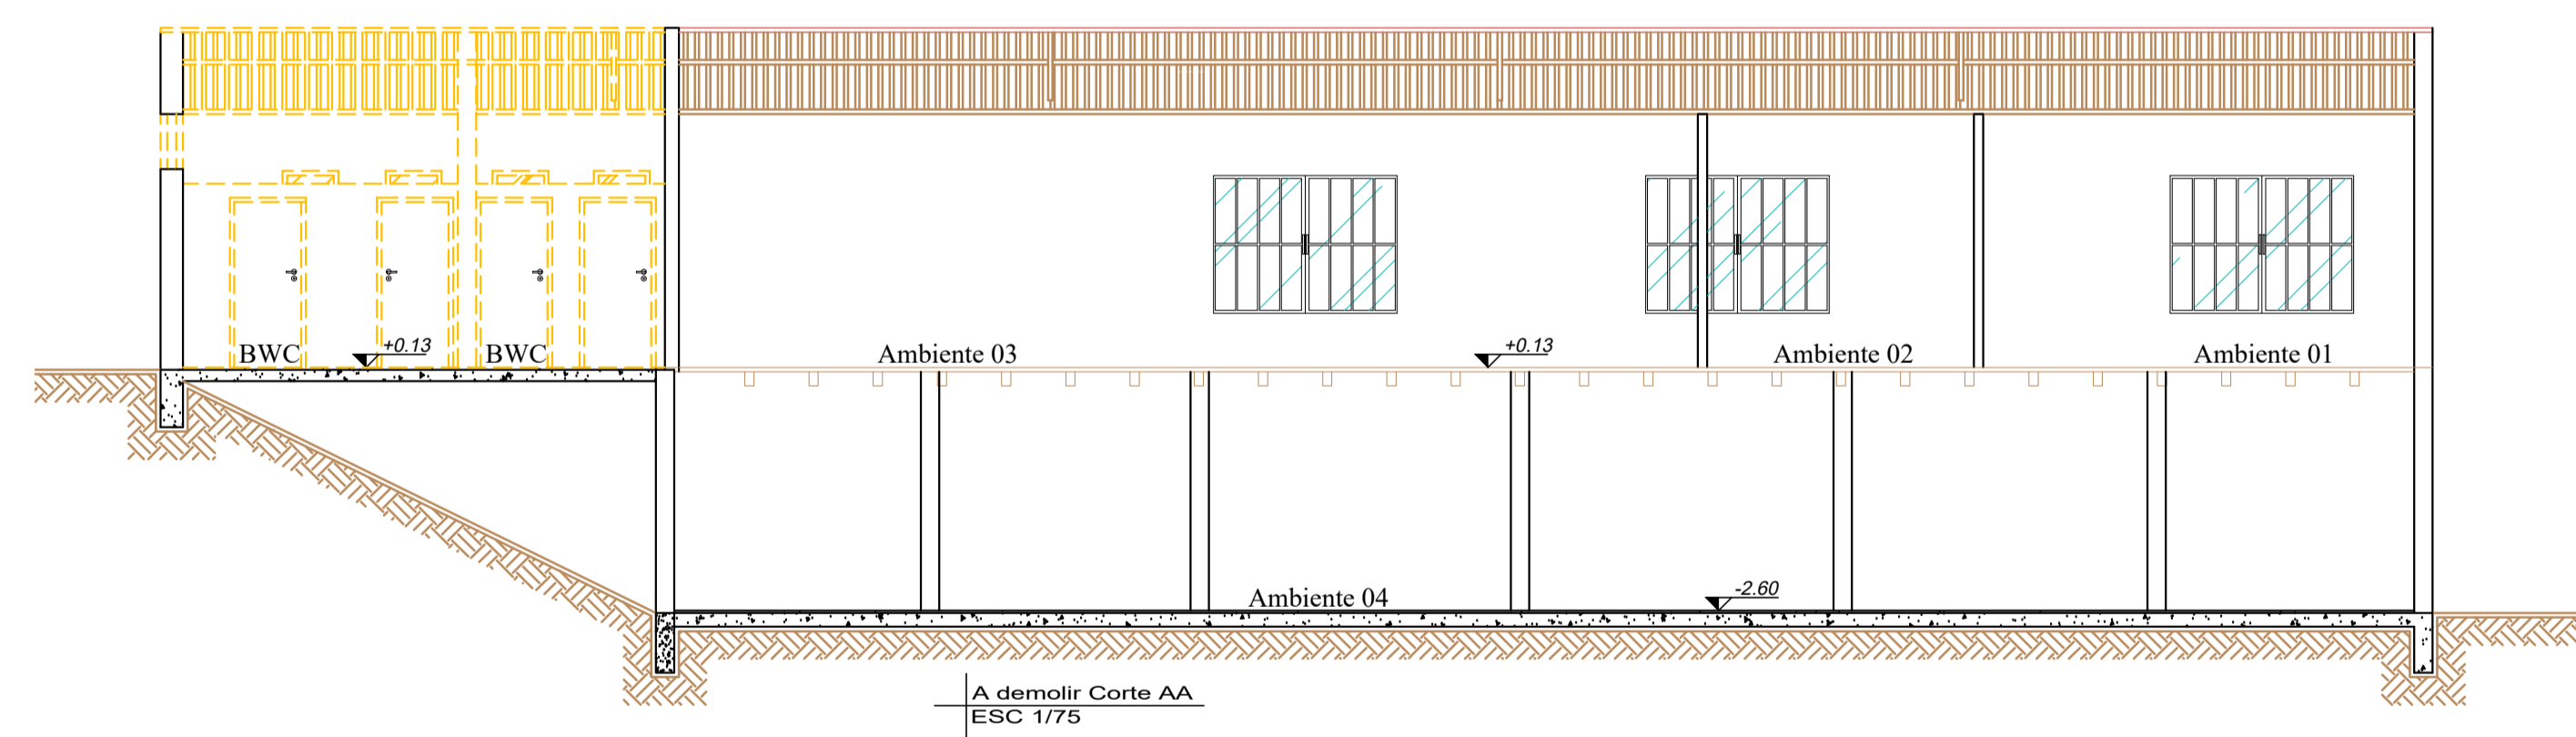 BWC
+0.13
BWC
Ambiente 03
+0.13
Ambiente 02
Ambiente 01
Ambiente 04
-2.60
A demolir Corte AA
ESC 1/75